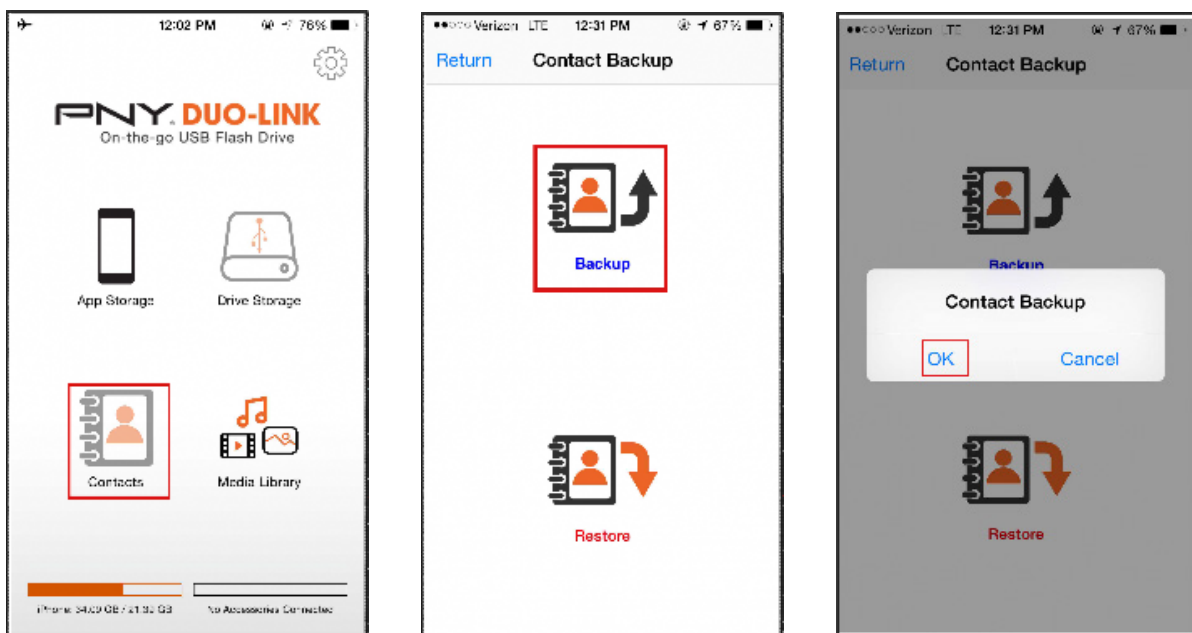 12:02 PM 76%
PNY DUO-LINK
On-the-go USB Flash Drive
App Storage Drive Storage
Contacts Media Library
No Accessories Connected
Verizon LTE 12:31 PM 67%
Return Contact Backup
Backup
Restore
Verizon LTE 12:31 PM 67%
Return Contact Backup
Backup
Contact Backup
OK Cancel
Restore